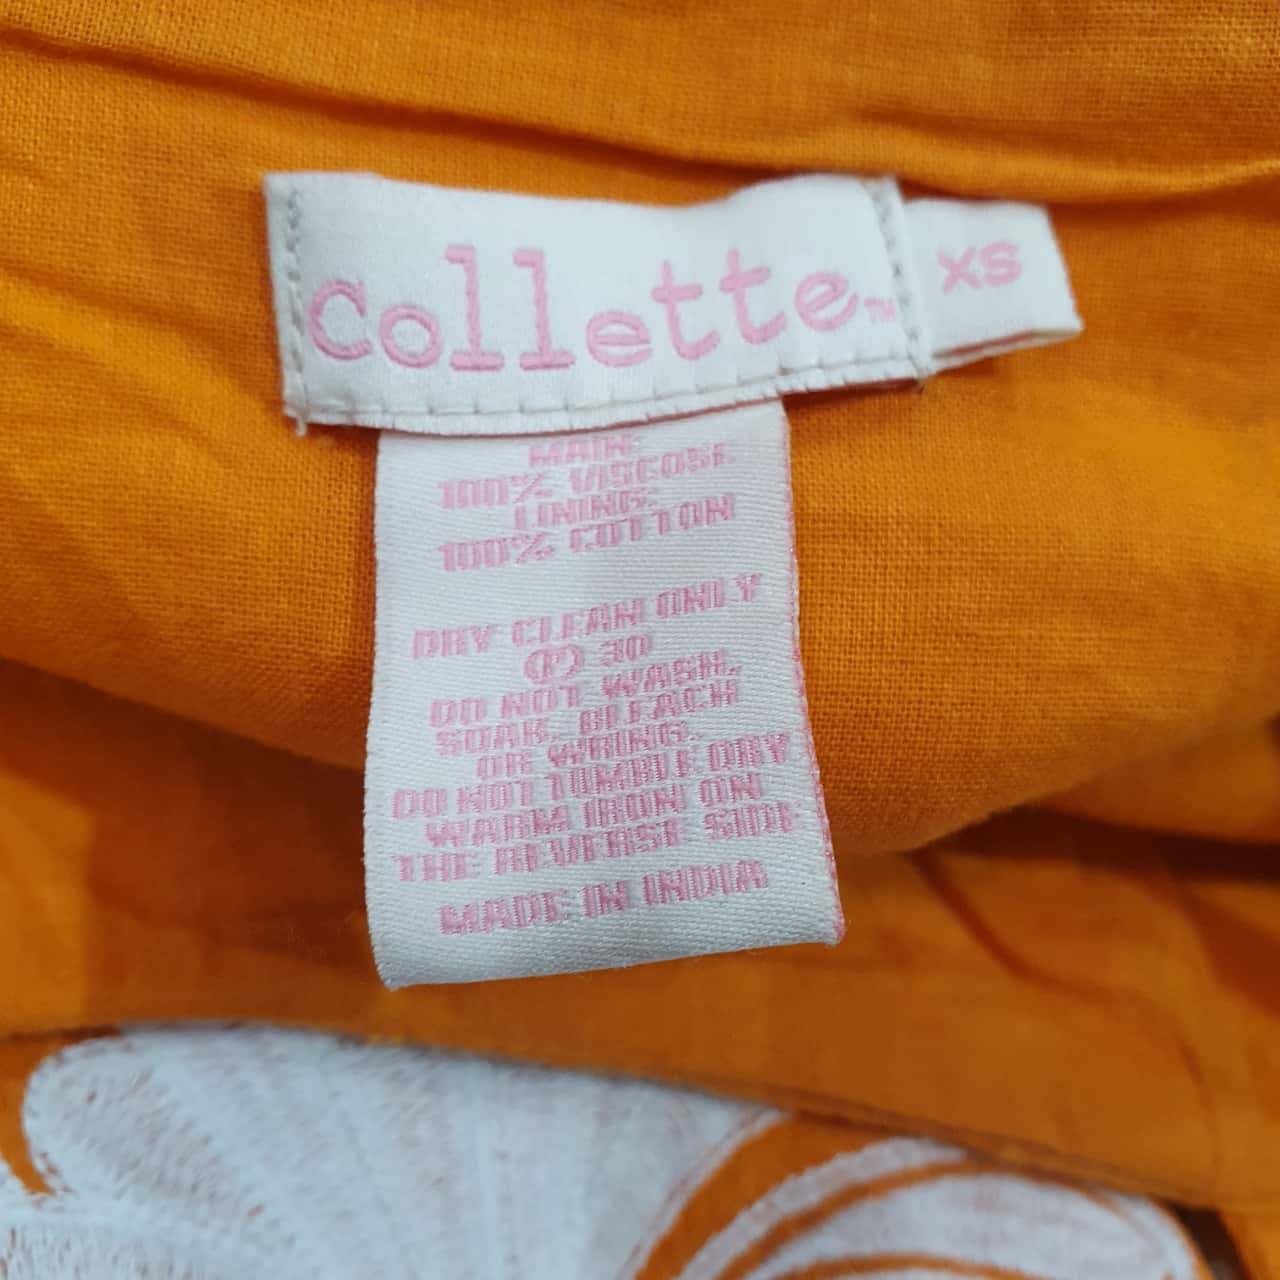 collette™
XS
MAIN:
100% VISCOSE
LINING:
100% COTTON
DRY CLEAN ONLY
Ⓟ 30
DO NOT WASH,
SOAK, BLEACH
OR WRING.
DO NOT TUMBLE DRY
WARM IRON ON
THE REVERSE SIDE
MADE IN INDIA